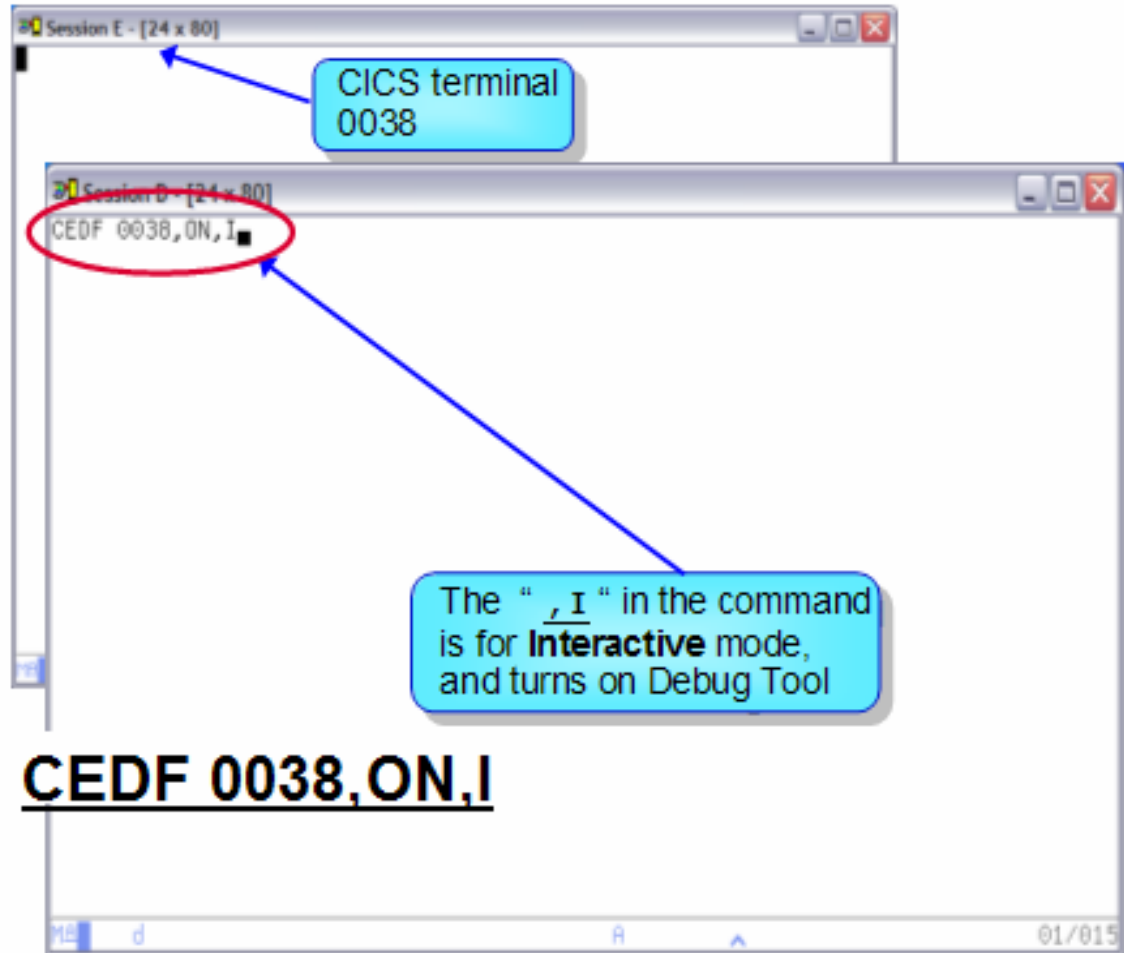 Session E - [24 x 80]
CICS terminal
0038
Session D - [24 x 80]
CEDF 0038,ON,I
The “ ,I “ in the command
is for Interactive mode,
and turns on Debug Tool
CEDF 0038,ON,I
MA d A 01/015